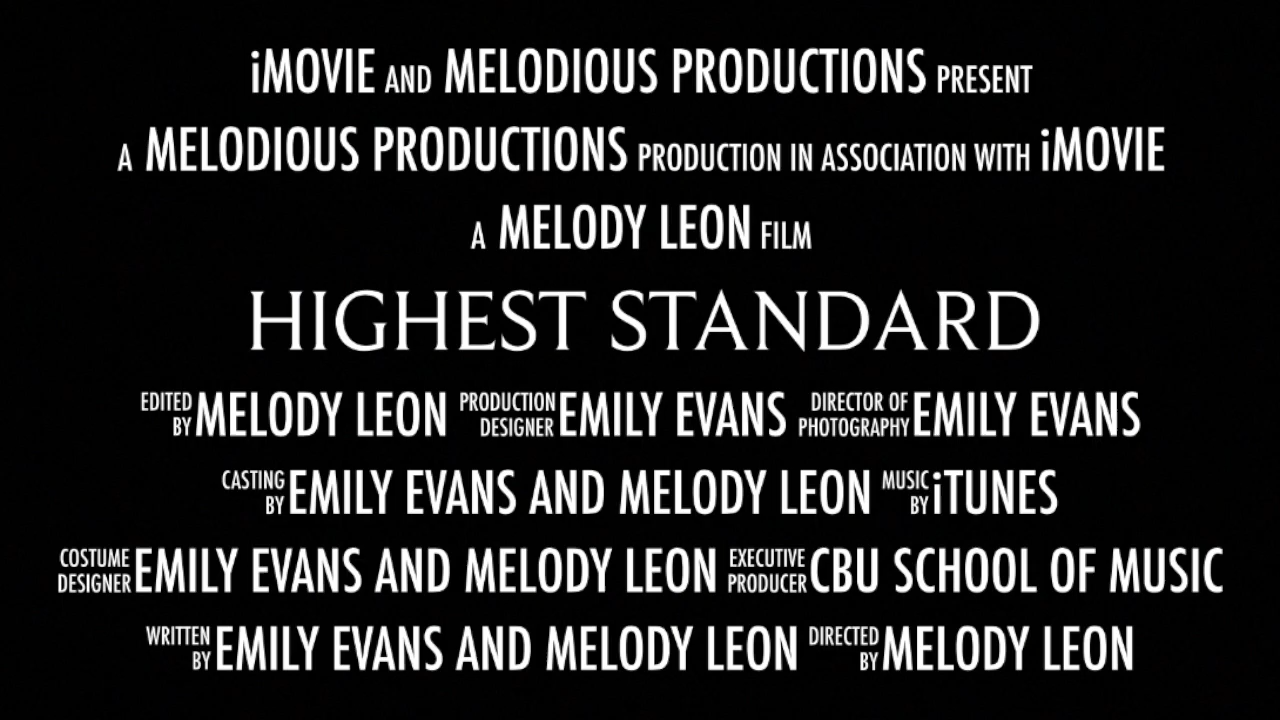 iMOVIE AND MELODIOUS PRODUCTIONS PRESENT
A MELODIOUS PRODUCTIONS PRODUCTION IN ASSOCIATION WITH iMOVIE
A MELODY LEON FILM
HIGHEST STANDARD
EDITED BY MELODY LEON PRODUCTION DESIGNER EMILY EVANS DIRECTOR OF PHOTOGRAPHY EMILY EVANS
CASTING BY EMILY EVANS AND MELODY LEON MUSIC BY iTUNES
COSTUME DESIGNER EMILY EVANS AND MELODY LEON EXECUTIVE PRODUCER CBU SCHOOL OF MUSIC
WRITTEN BY EMILY EVANS AND MELODY LEON DIRECTED BY MELODY LEON